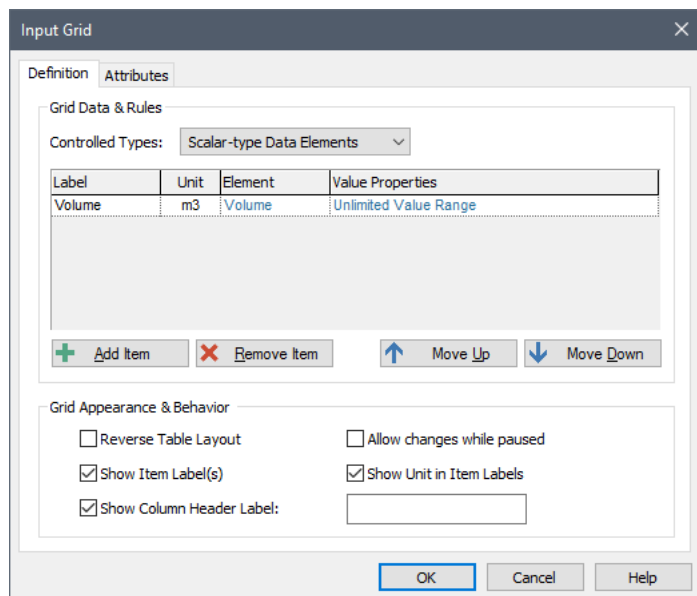 Input Grid
Definition Attributes
Grid Data & Rules
Controlled Types: Scalar-type Data Elements
Label Unit Element Value Properties
Volume m3 Volume Unlimited Value Range
Add Item Remove Item Move Up Move Down
Grid Appearance & Behavior
Reverse Table Layout Allow changes while paused
Show Item Label(s) Show Unit in Item Labels
Show Column Header Label:
OK Cancel Help